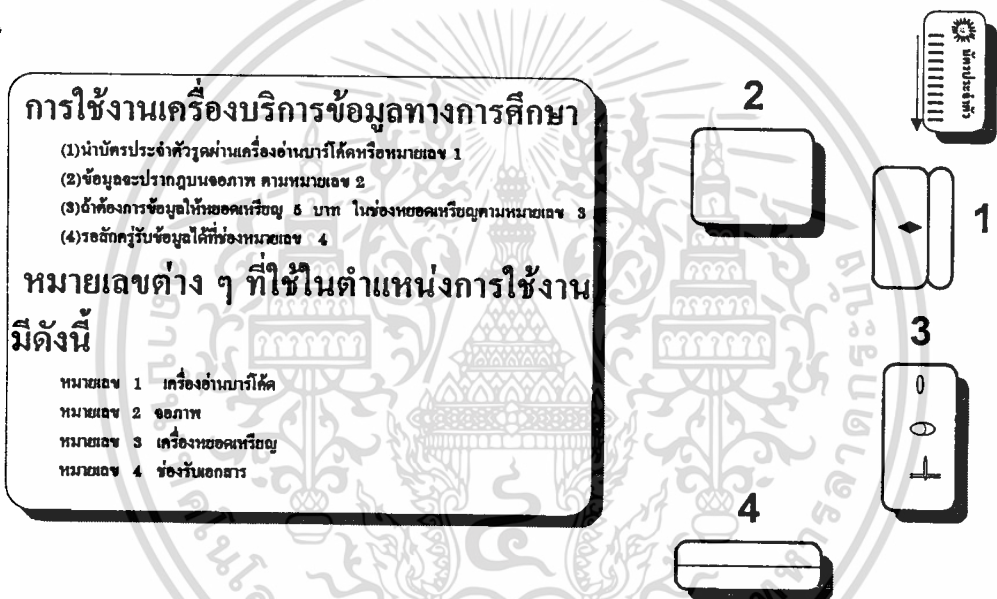 การใช้งานเครื่องบริการข้อมูลทางการศึกษา
(1)นำบัตรประจำตัวรูดผ่านเครื่องอ่านบาร์โค้ดหรือหมายเลข 1
(2)ข้อมูลจะปรากฎบนจอภาพ ตามหมายเลข 2
(3)ถ้าต้องการข้อมูลให้หยอดเหรียญ 5 บาท ในช่องหยอดเหรียญตามหมายเลข 3
(4)รอสักครู่รับข้อมูลได้ที่ช่องหมายเลข 4
หมายเลขต่าง ๆ ที่ใช้ในตำแหน่งการใช้งาน
มีดังนี้
หมายเลข 1 เครื่องอ่านบาร์โค้ด
หมายเลข 2 จอภาพ
หมายเลข 3 เครื่องหยอดเหรียญ
หมายเลข 4 ช่องรับเอกสาร
2
บัตรประจำตัว
1
3
4